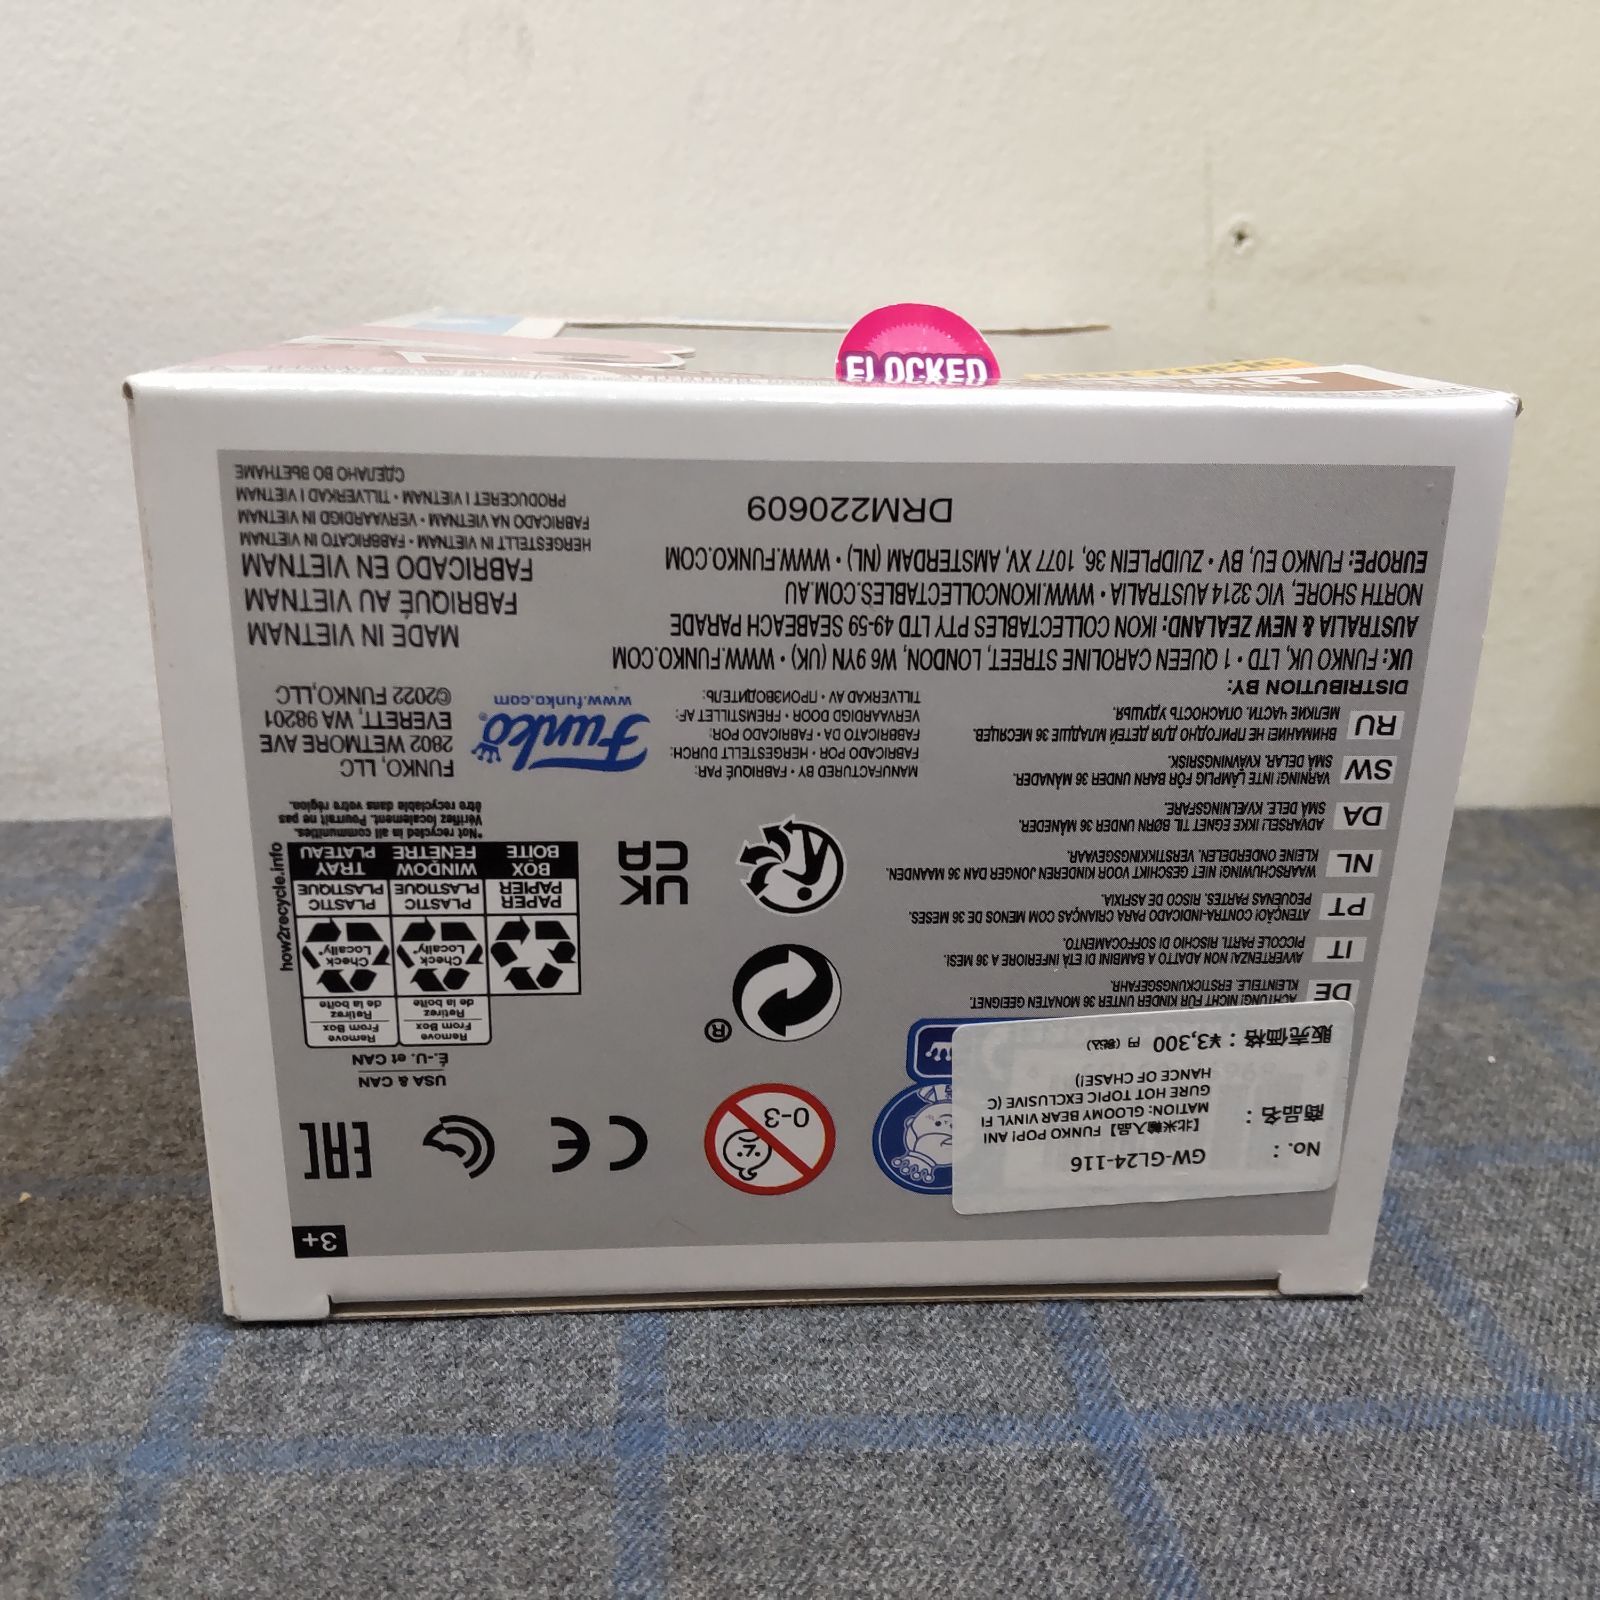 3+
No. : GW-GL24-116
商品名 : 【北米輸入品】FUNKO POP! ANI
MATION: GLOOMY BEAR VINYL FI
GURE HOT TOPIC EXCLUSIVE (C
HANCE OF CHASE!)
販売価格 : ¥3,300 円 (税込)
0-3
CE
EAC
USA & CAN
É.-U. et CAN
®
Remove
From Box
Retirez
de la boîte
Remove
From Box
Retirez
de la boîte
Check
Locally*
Check
Locally*
PAPER
PAPIER
PLASTIC
PLASTIQUE
PLASTIC
PLASTIQUE
BOX
BOÎTE
WINDOW
FENÊTRE
TRAY
PLATEAU
how2recycle.info
*Not recycled in all communities.
Vérifiez localement. Pourrait ne pas
être recyclable dans votre région.
UK
CA
DE ACHTUNG! NICHT FÜR KINDER UNTER 36 MONATEN GEEIGNET.
KLEINTEILE. ERSTICKUNGSGEFAHR.
IT AVVERTENZA! NON ADATTO A BAMBINI DI ETÀ INFERIORE A 36 MESI.
PICCOLE PARTI. RISCHIO DI SOFFOCAMENTO.
PT ATENÇÃO! CONTRA-INDICADO PARA CRIANÇAS COM MENOS DE 36 MESES.
PEQUENAS PARTES. RISCO DE ASFIXIA.
NL WAARSCHUWING! NIET GESCHIKT VOOR KINDEREN JONGER DAN 36 MAANDEN.
KLEINE ONDERDELEN. VERSTIKKINGSGEVAAR.
DA ADVARSEL! IKKE EGNET TIL BØRN UNDER 36 MÅNEDER.
SMÅ DELE. KVÆLNINGSFARE.
SW VARNING! INTE LÄMPLIG FÖR BARN UNDER 36 MÅNADER.
SMÅ DELAR. KVÄVNINGSRISK.
RU ВНИМАНИЕ! НЕ ПРИГОДНО ДЛЯ ДЕТЕЙ МЛАДШЕ 36 МЕСЯЦЕВ.
МЕЛКИЕ ЧАСТИ. ОПАСНОСТЬ УДУШЬЯ.
MANUFACTURED BY • FABRIQUÉ PAR:
FABRICADO POR • HERGESTELLT DURCH:
FABBRICATO DA • FABRICADO POR:
VERVAARDIGD DOOR • FREMSTILLET AF:
TILLVERKAD AV • ПРОИЗВОДИТЕЛЬ:
Funko®
www.funko.com
FUNKO, LLC
2802 WETMORE AVE
EVERETT, WA 98201
©2022 FUNKO, LLC
DISTRIBUTION BY:
UK: FUNKO UK, LTD • 1 QUEEN CAROLINE STREET, LONDON, W6 9YN (UK) • WWW.FUNKO.COM
AUSTRALIA & NEW ZEALAND: IKON COLLECTABLES PTY LTD 49-59 SEABEACH PARADE
NORTH SHORE, VIC 3214 AUSTRALIA • WWW.IKONCOLLECTABLES.COM.AU
EUROPE: FUNKO EU, BV • ZUIDPLEIN 36, 1077 XV, AMSTERDAM (NL) • WWW.FUNKO.COM
DRM220609
MADE IN VIETNAM
FABRIQUÉ AU VIETNAM
FABRICADO EN VIETNAM
HERGESTELLT IN VIETNAM • FABBRICATO IN VIETNAM
FABRICADO NA VIETNAM • VERVAARDIGD IN VIETNAM
PRODUCERET I VIETNAM • TILLVERKAD I VIETNAM
СДЕЛАНО ВО ВЬЕТНАМЕ
FLOCKED